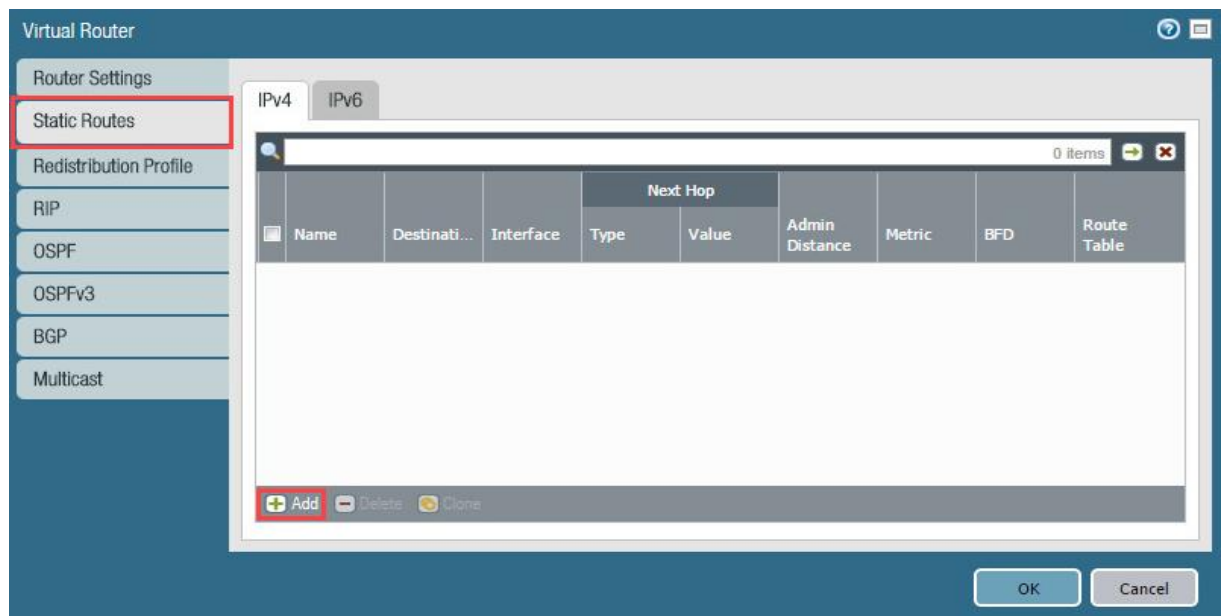 Virtual Router
Router Settings
Static Routes
Redistribution Profile
RIP
OSPF
OSPFv3
BGP
Multicast
IPv4
IPv6
0 items
Next Hop
Name
Destinati...
Interface
Type
Value
Admin
Distance
Metric
BFD
Route
Table
Add
Delete
Clone
OK
Cancel